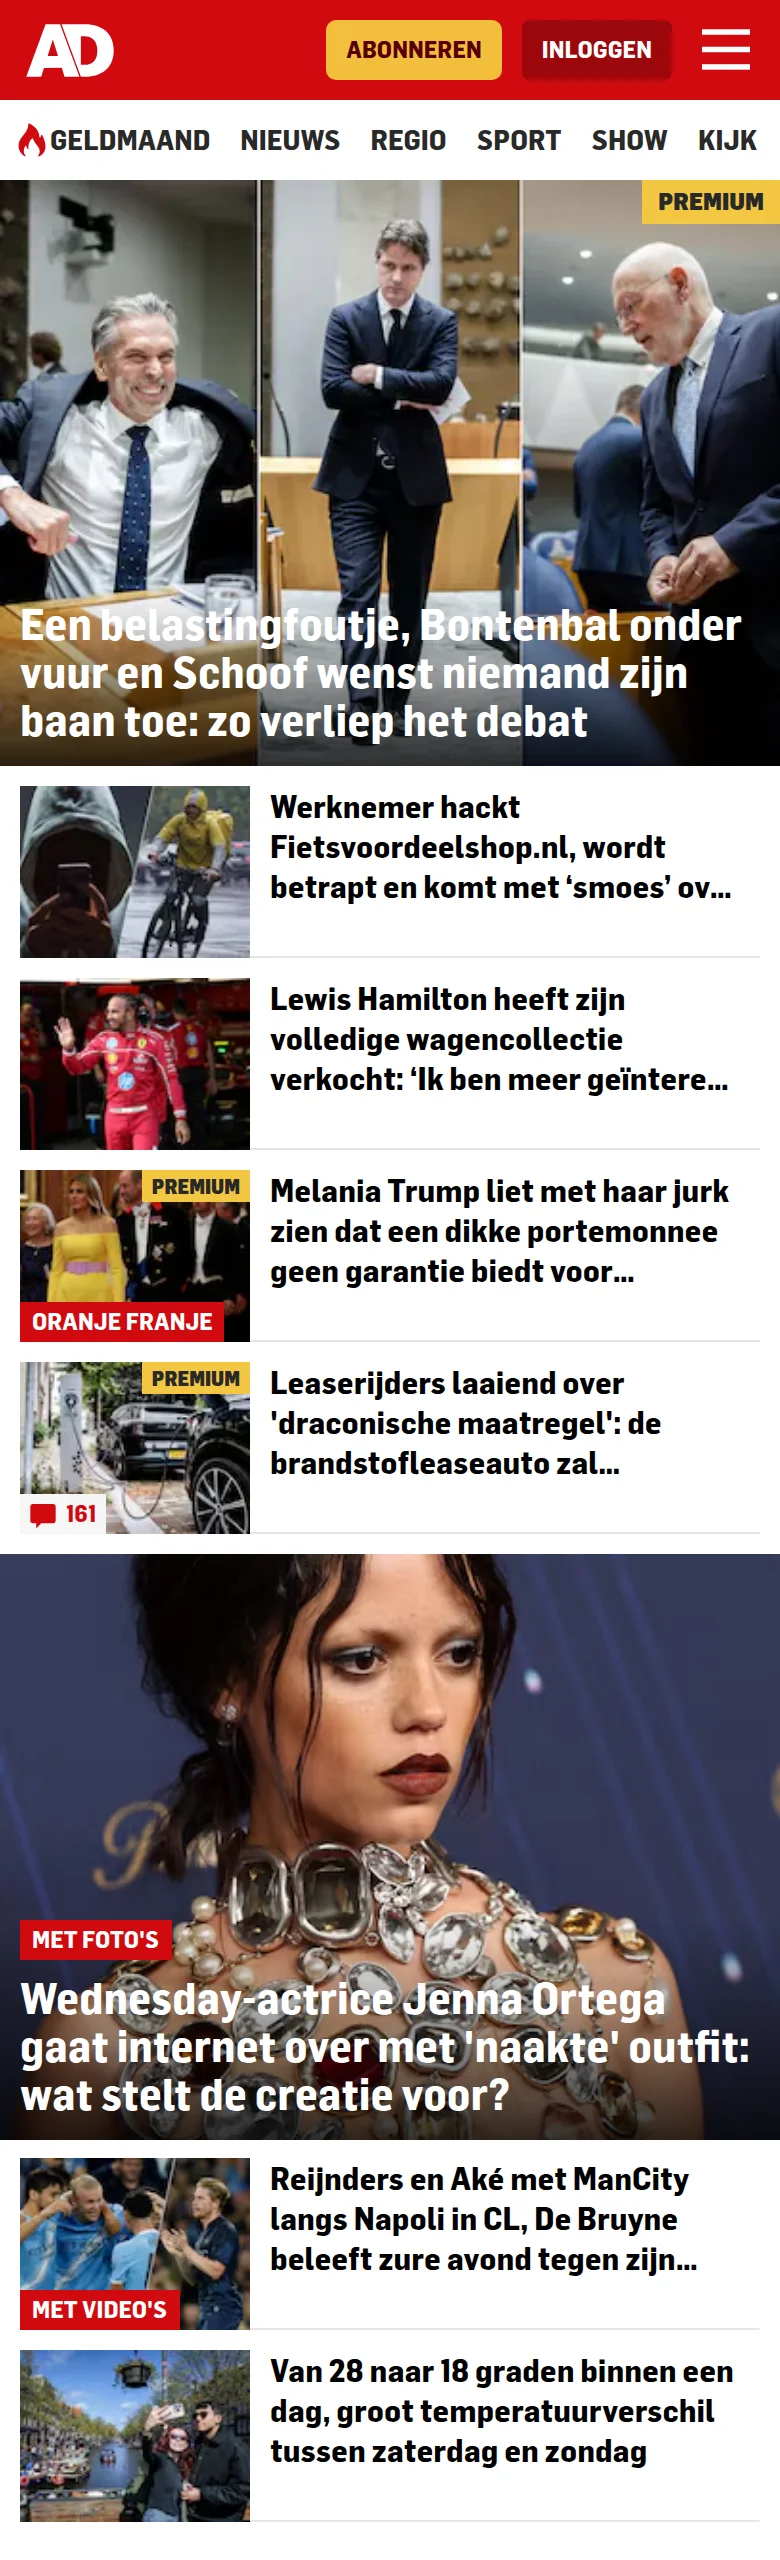 AD
ABONNEREN
INLOGGEN
GELDMAAND NIEUWS REGIO SPORT SHOW KIJK
PREMIUM
Een belastingfoutje, Bontenbal onder
vuur en Schoof wenst niemand zijn
baan toe: zo verliep het debat
Werknemer hackt
Fietsvoordeelshop.nl, wordt
betrapt en komt met ‘smoes’ ov...
Lewis Hamilton heeft zijn
volledige wagencollectie
verkocht: ‘Ik ben meer geïntere...
PREMIUM
ORANJE FRANJE
Melania Trump liet met haar jurk
zien dat een dikke portemonnee
geen garantie biedt voor...
PREMIUM
161
Leaserijders laaiend over
'draconische maatregel': de
brandstofleaseauto zal...
MET FOTO'S
Wednesday-actrice Jenna Ortega
gaat internet over met 'naakte' outfit:
wat stelt de creatie voor?
MET VIDEO'S
Reijnders en Aké met ManCity
langs Napoli in CL, De Bruyne
beleeft zure avond tegen zijn...
Van 28 naar 18 graden binnen een
dag, groot temperatuurverschil
tussen zaterdag en zondag